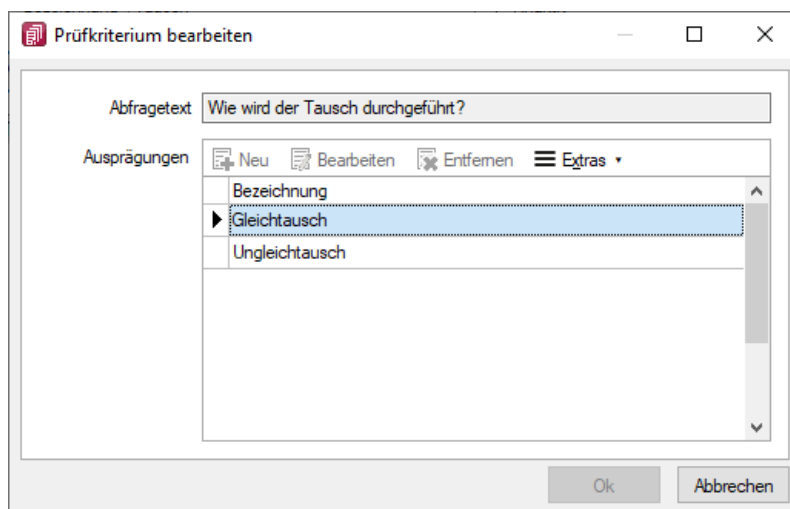 Prüfkriterium bearbeiten
Abfragetext Wie wird der Tausch durchgeführt?
Ausprägungen Neu Bearbeiten Entfernen Extras
Bezeichnung
Gleichtausch
Ungleichtausch
Ok Abbrechen